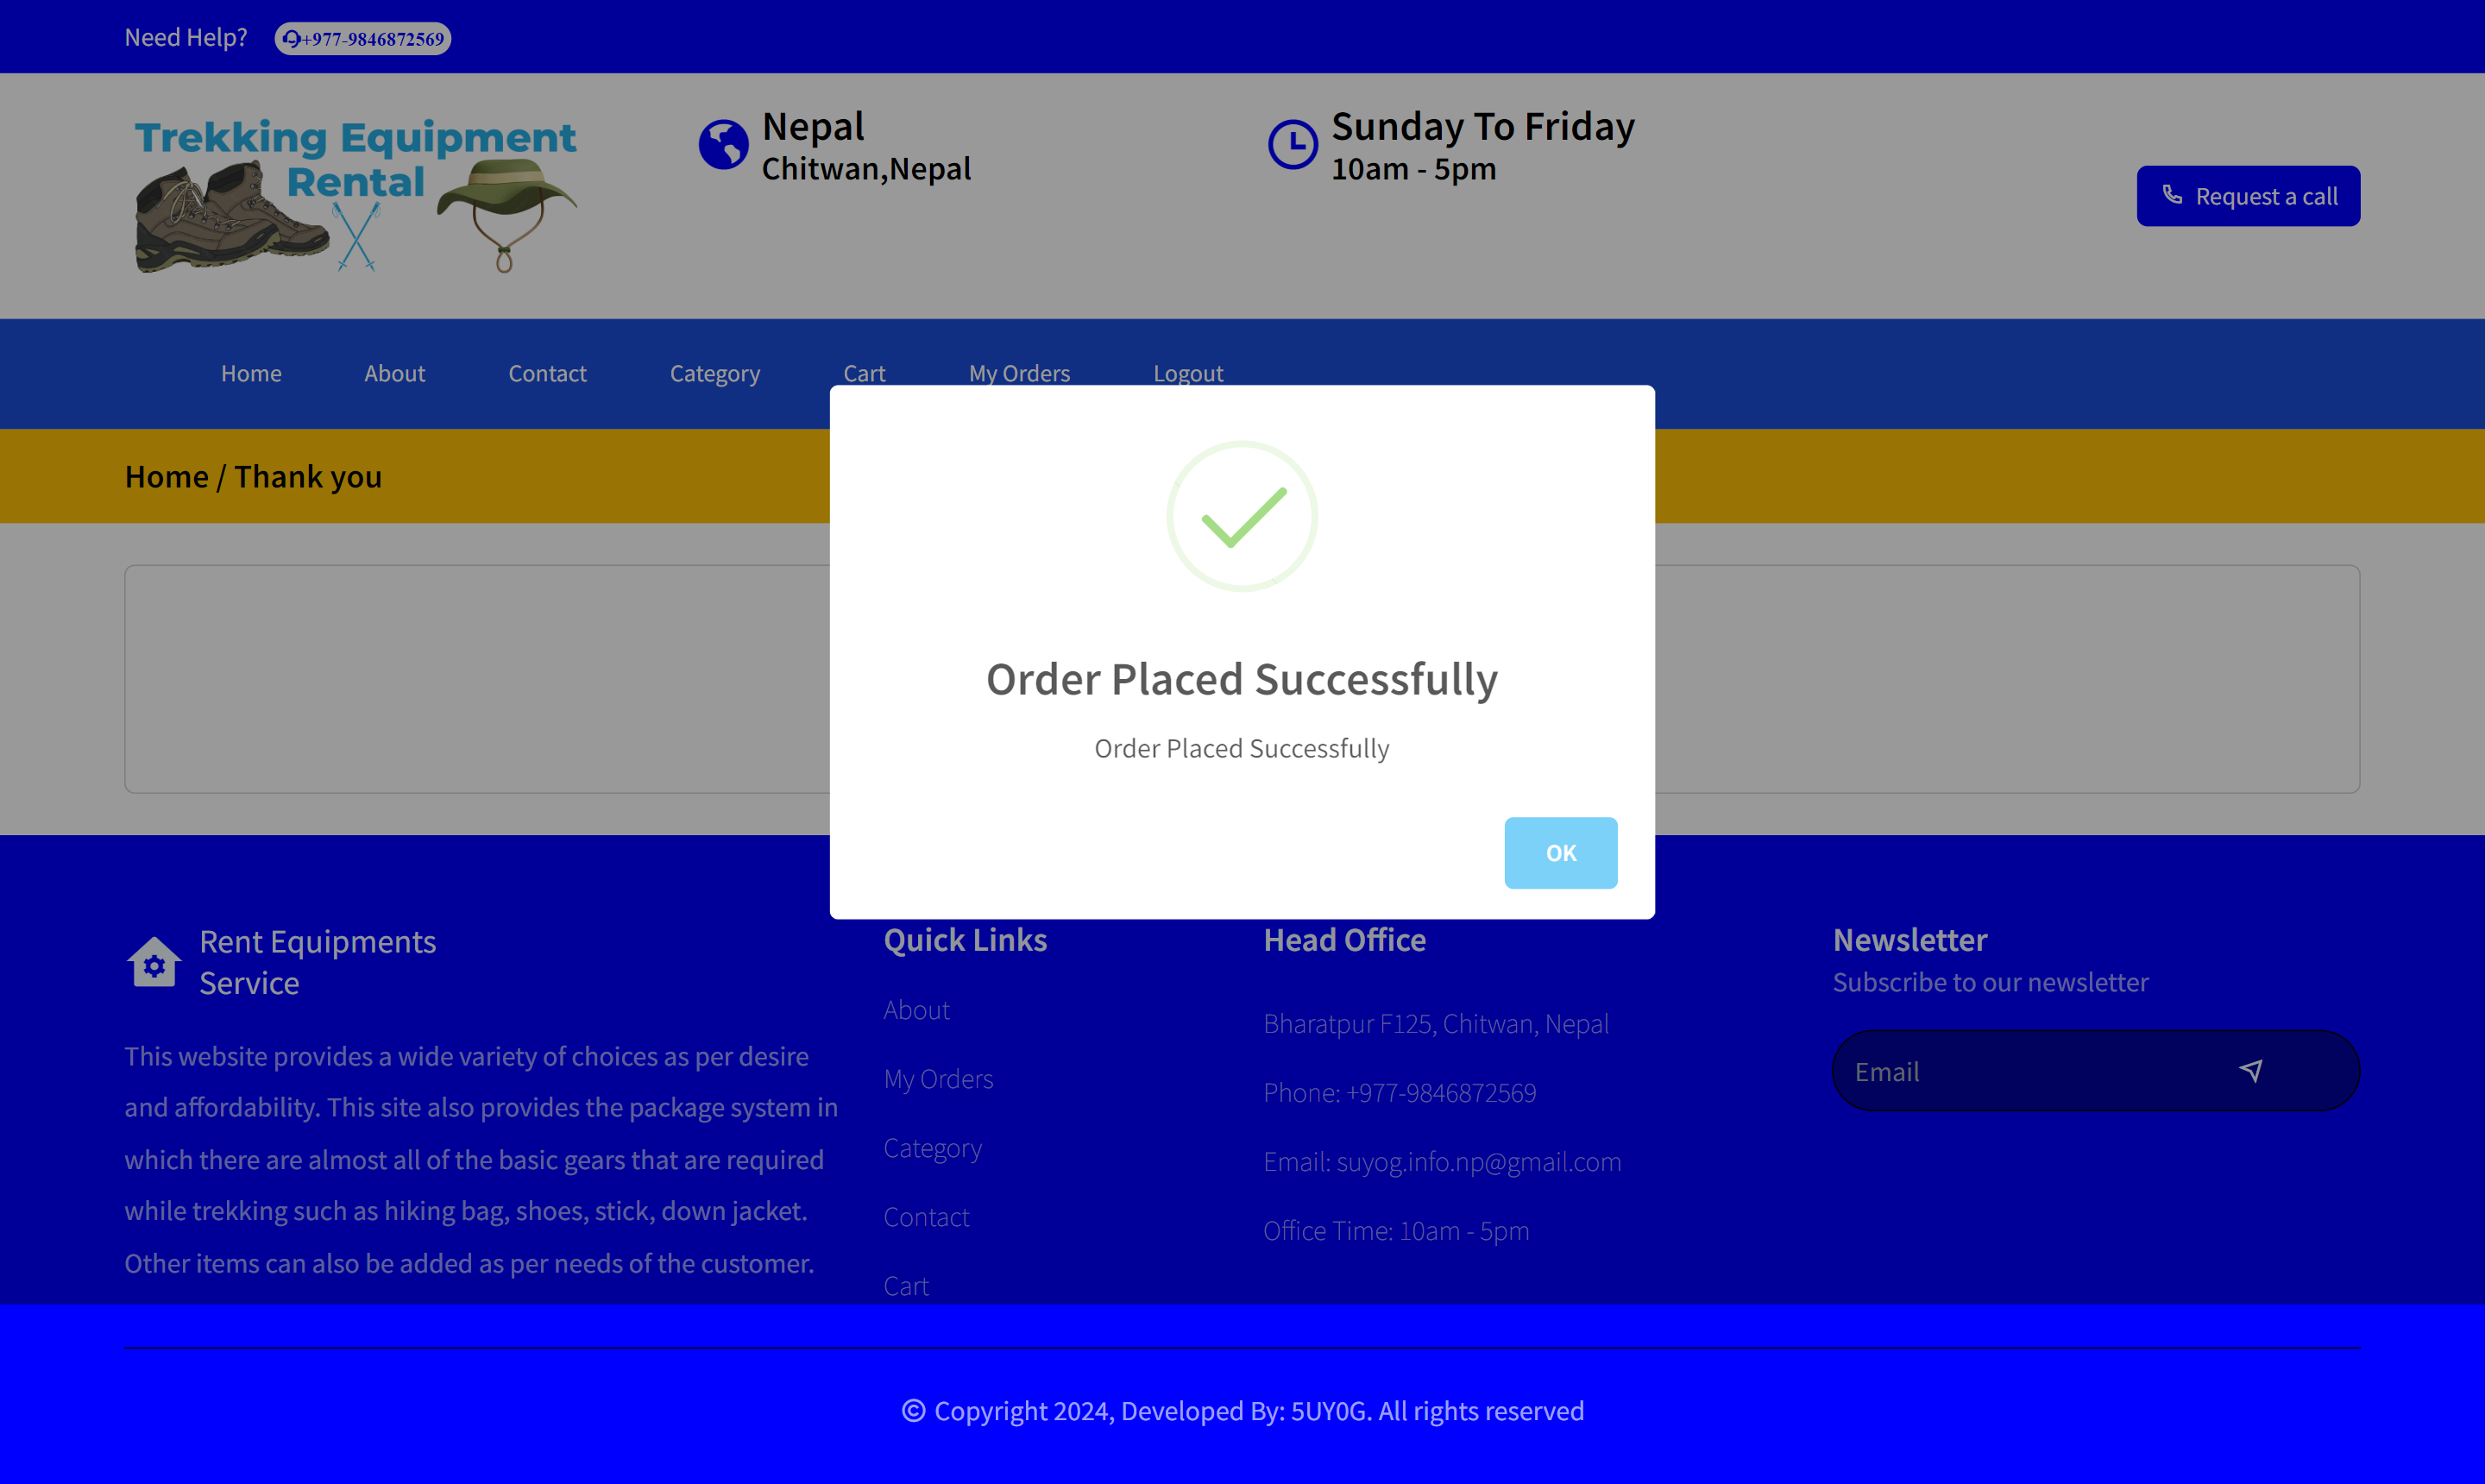 Need Help?
+977-9846872569
Trekking Equipment
Rental
Nepal
Chitwan,Nepal
Sunday To Friday
10am - 5pm
Request a call
Home
About
Contact
Category
Cart
My Orders
Logout
Home / Thank you
Order Placed Successfully
Order Placed Successfully
OK
Rent Equipments
Service
This website provides a wide variety of choices as per desire
and affordability. This site also provides the package system in
which there are almost all of the basic gears that are required
while trekking such as hiking bag, shoes, stick, down jacket.
Other items can also be added as per needs of the customer.
Quick Links
About
My Orders
Category
Contact
Cart
Head Office
Bharatpur F125, Chitwan, Nepal
Phone: +977-9846872569
Email: suyog.info.np@gmail.com
Office Time: 10am - 5pm
Newsletter
Subscribe to our newsletter
Email
© Copyright 2024, Developed By: 5UY0G. All rights reserved